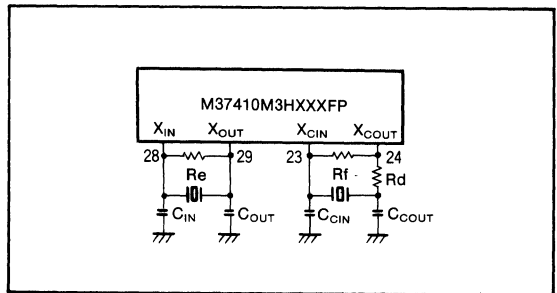 M37410M3HXXXFP
XIN XOUT XCIN XCOUT
28 29 23 24
Re Rf Rd
CIN COUT CCIN CCOUT